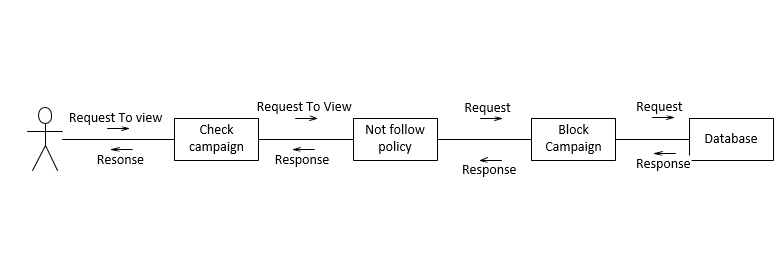 Request To view
Resonse
Check
campaign
Request To View
Response
Not follow
policy
Request
Response
Block
Campaign
Request
Response
Database